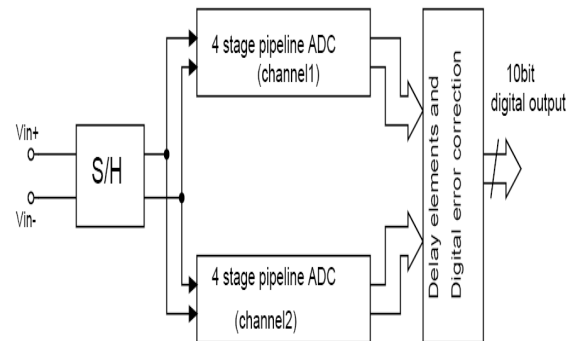 4 stage pipeline ADC
(channel1)
10bit
digital output
Vin+
S/H
Vin-
Delay elements and
Digital error correction
4 stage pipeline ADC
(channel2)